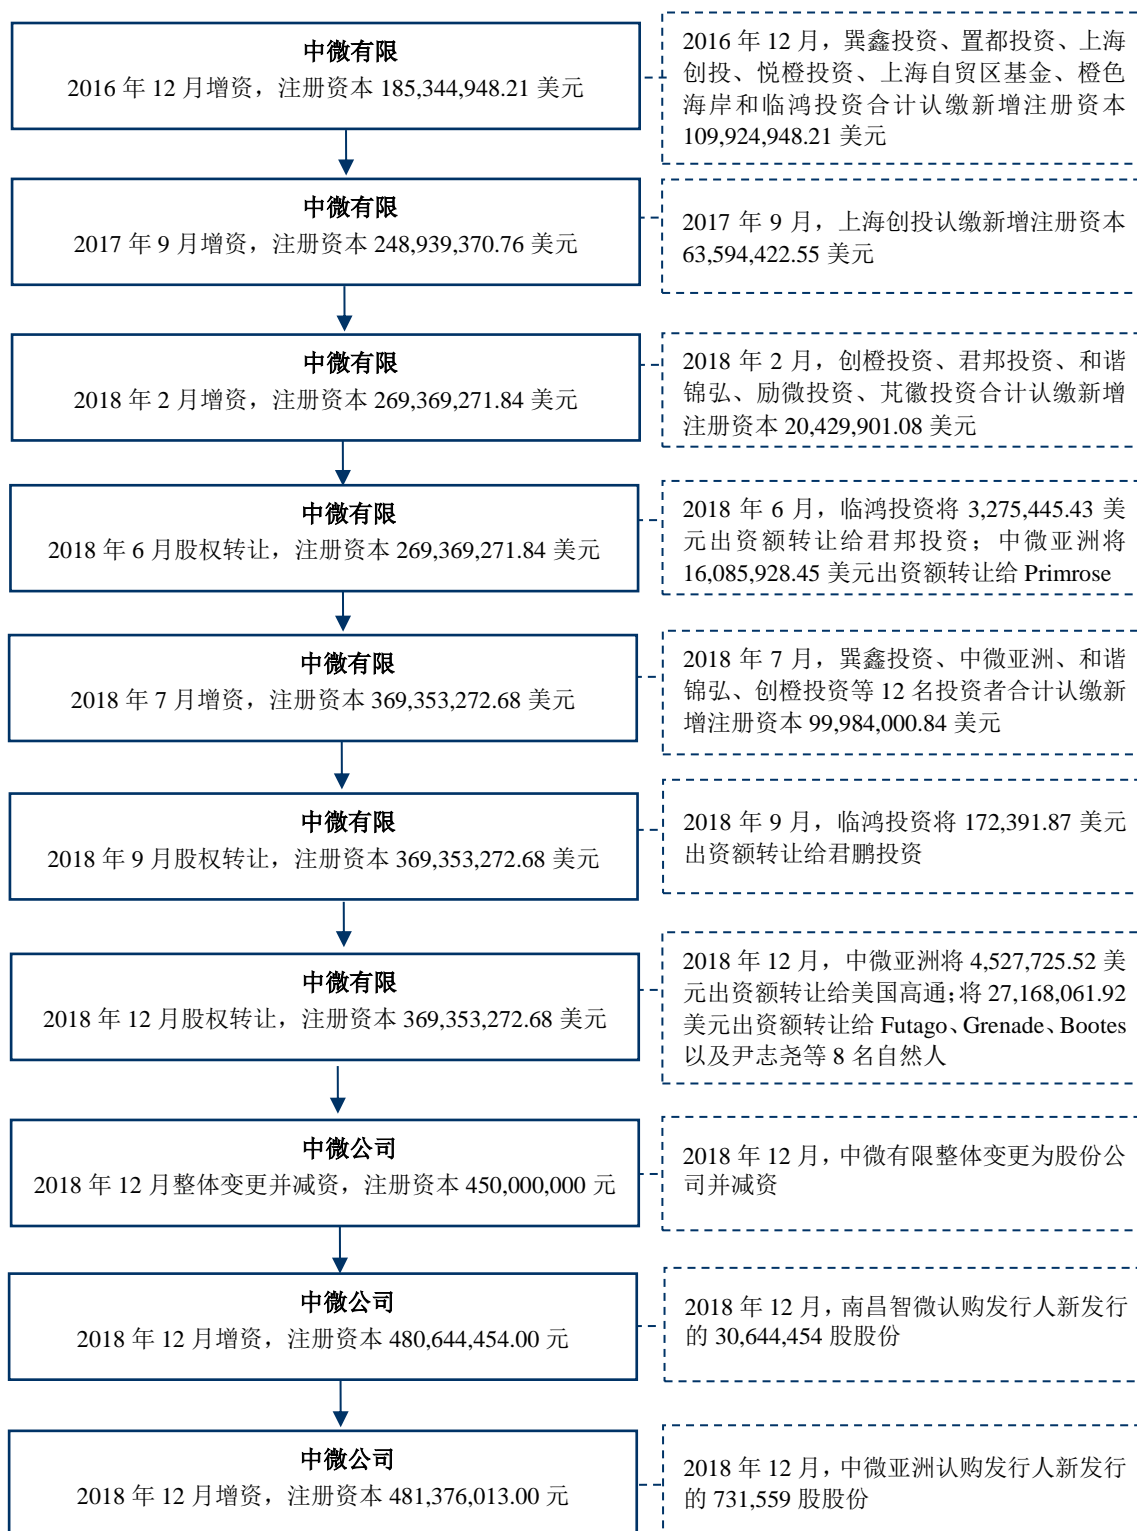 中微有限
2016 年 12 月增资，注册资本 185,344,948.21 美元
2016 年 12 月，巽鑫投资、置都投资、上海
创投、悦橙投资、上海自贸区基金、橙色
海岸和临鸿投资合计认缴新增注册资本
109,924,948.21 美元
中微有限
2017 年 9 月增资，注册资本 248,939,370.76 美元
2017 年 9 月，上海创投认缴新增注册资本
63,594,422.55 美元
中微有限
2018 年 2 月增资，注册资本 269,369,271.84 美元
2018 年 2 月，创橙投资、君邦投资、和谐
锦弘、励微投资、芃徽投资合计认缴新增
注册资本 20,429,901.08 美元
中微有限
2018 年 6 月股权转让，注册资本 269,369,271.84 美元
2018 年 6 月，临鸿投资将 3,275,445.43 美
元出资额转让给君邦投资；中微亚洲将
16,085,928.45 美元出资额转让给 Primrose
中微有限
2018 年 7 月增资，注册资本 369,353,272.68 美元
2018 年 7 月，巽鑫投资、中微亚洲、和谐
锦弘、创橙投资等 12 名投资者合计认缴新
增注册资本 99,984,000.84 美元
中微有限
2018 年 9 月股权转让，注册资本 369,353,272.68 美元
2018 年 9 月，临鸿投资将 172,391.87 美元
出资额转让给君鹏投资
中微有限
2018 年 12 月股权转让，注册资本 369,353,272.68 美元
2018 年 12 月，中微亚洲将 4,527,725.52 美
元出资额转让给美国高通；将 27,168,061.92
美元出资额转让给 Futago、Grenade、Bootes
以及尹志尧等 8 名自然人
中微公司
2018 年 12 月整体变更并减资，注册资本 450,000,000 元
2018 年 12 月，中微有限整体变更为股份公
司并减资
中微公司
2018 年 12 月增资，注册资本 480,644,454.00 元
2018 年 12 月，南昌智微认购发行人新发行
的 30,644,454 股股份
中微公司
2018 年 12 月增资，注册资本 481,376,013.00 元
2018 年 12 月，中微亚洲认购发行人新发行
的 731,559 股股份